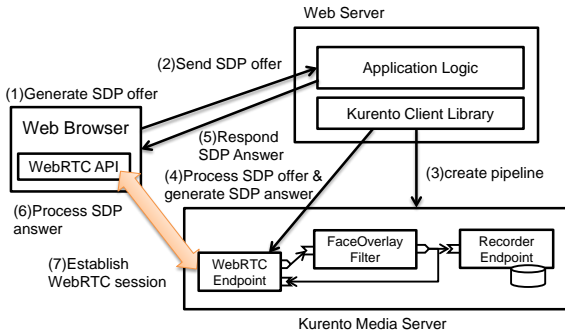 Web Server
(2)Send SDP offer
Application Logic
(1)Generate SDP offer
Web Browser
Kurento Client Library
(5)Respond
SDP Answer
WebRTC API
(4)Process SDP offer &
generate SDP answer
(3)create pipeline
(6)Process SDP
answer
(7)Establish
WebRTC session
WebRTC
Endpoint
FaceOverlay
Filter
Recorder
Endpoint
Kurento Media Server